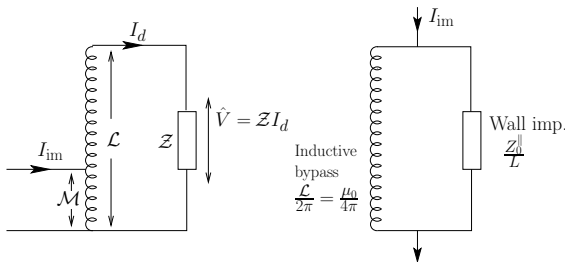 I_d
ℒ
𝒵
V̂ = 𝒵I_d
I_im
ℳ
I_im
Inductive
bypass
ℒ/2π = μ₀/4π
Wall imp.
Z₀^∥/L